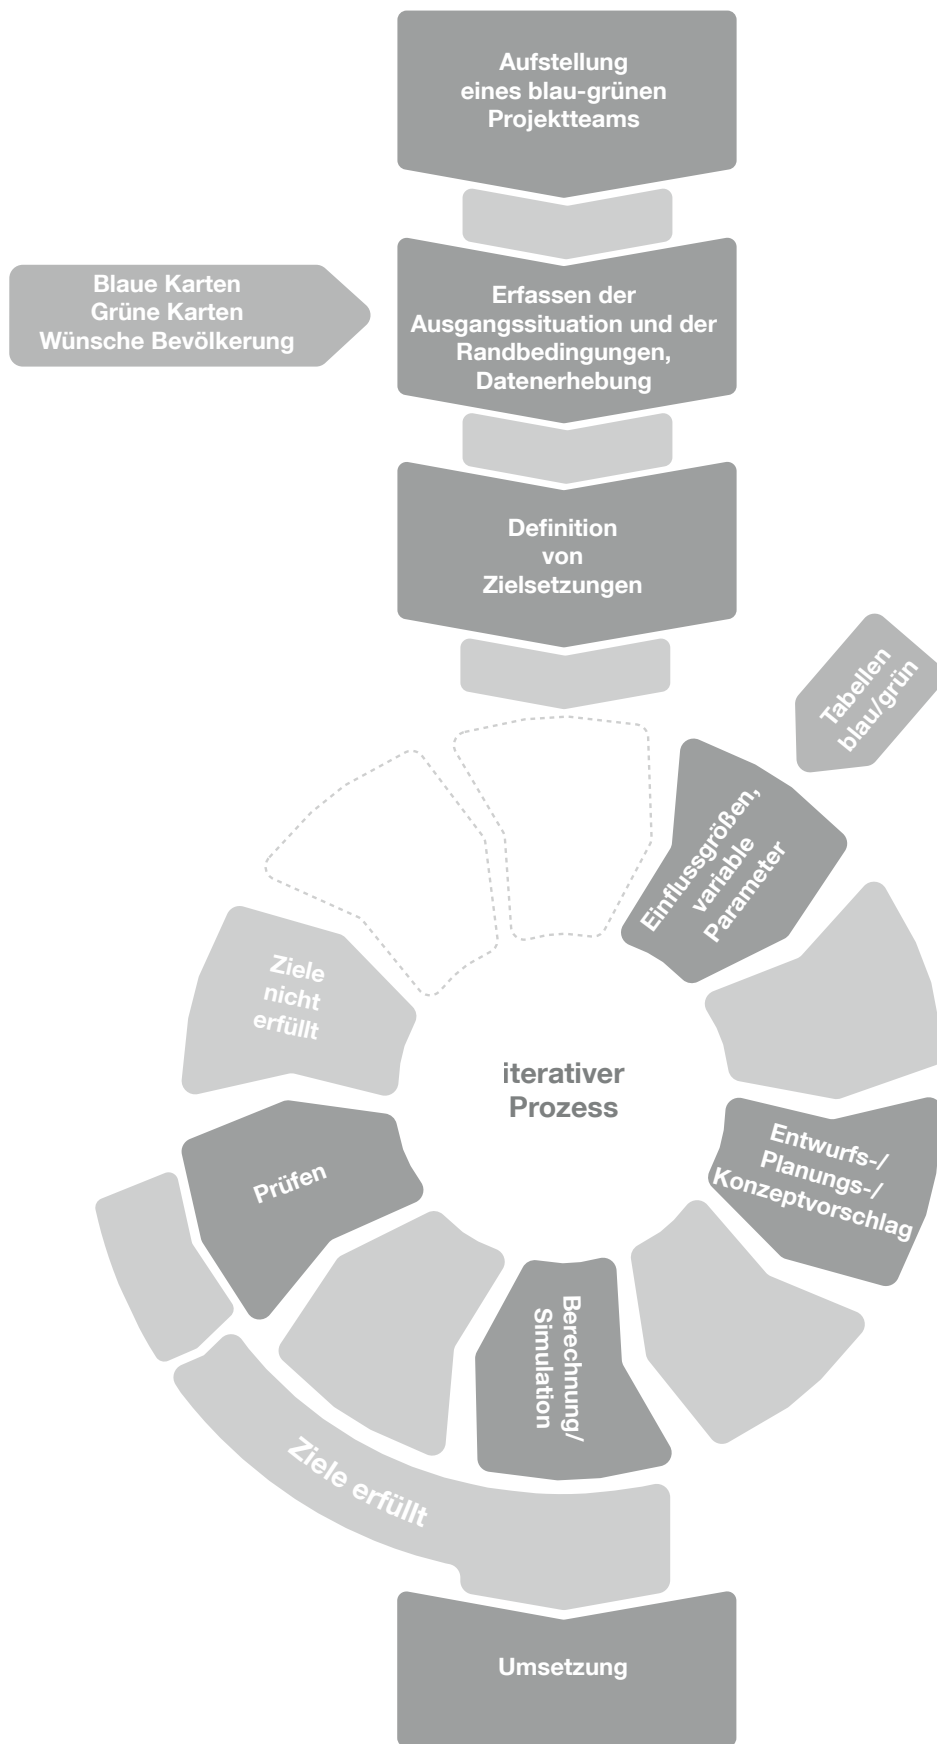 Aufstellung
eines blau-grünen
Projektteams
Blaue Karten
Grüne Karten
Wünsche Bevölkerung
Erfassen der
Ausgangssituation und der
Randbedingungen,
Datenerhebung
Definition
von
Zielsetzungen
Tabellen
blau/grün
Einflussgrößen,
variable
Parameter
Ziele
nicht
erfüllt
iterativer
Prozess
Entwurfs-/
Planungs-/
Konzeptvorschlag
Prüfen
Berechnung/
Simulation
Ziele erfüllt
Umsetzung